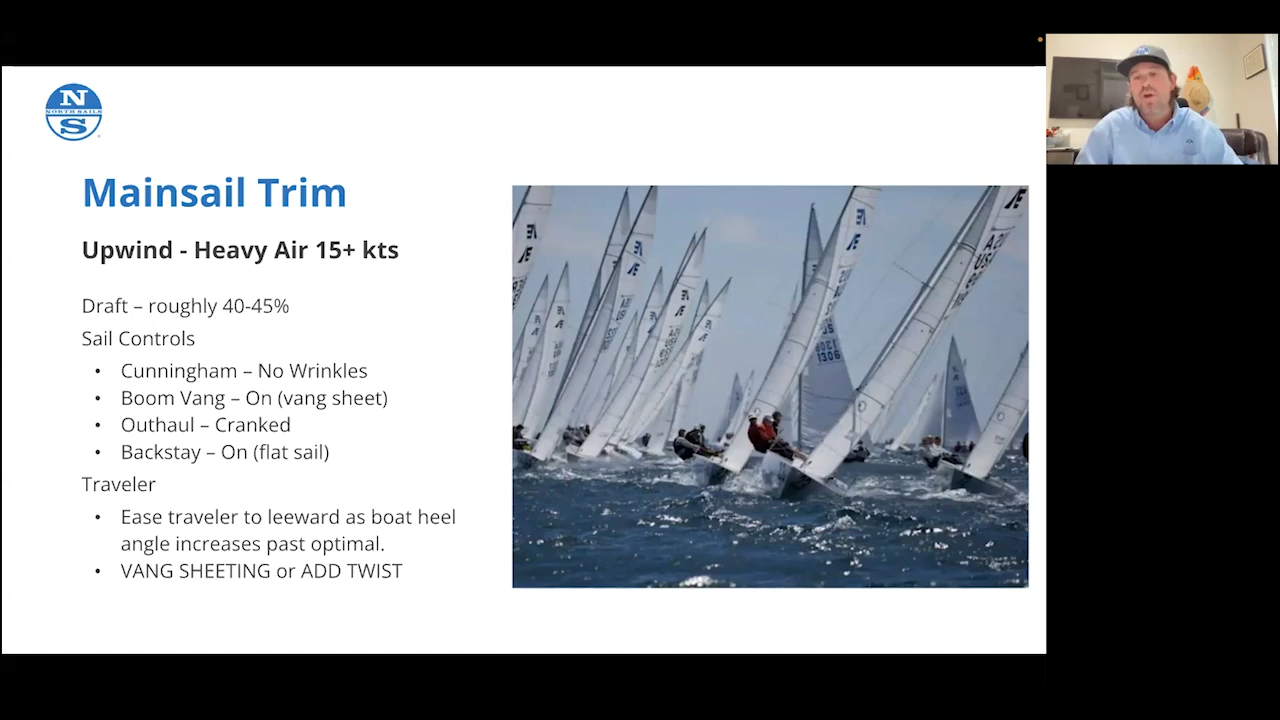 N
NORTH SAILS
S
Mainsail Trim
Upwind - Heavy Air 15+ kts
Draft – roughly 40-45%
Sail Controls
• Cunningham – No Wrinkles
• Boom Vang – On (vang sheet)
• Outhaul – Cranked
• Backstay – On (flat sail)
Traveler
• Ease traveler to leeward as boat heel
angle increases past optimal.
• VANG SHEETING or ADD TWIST